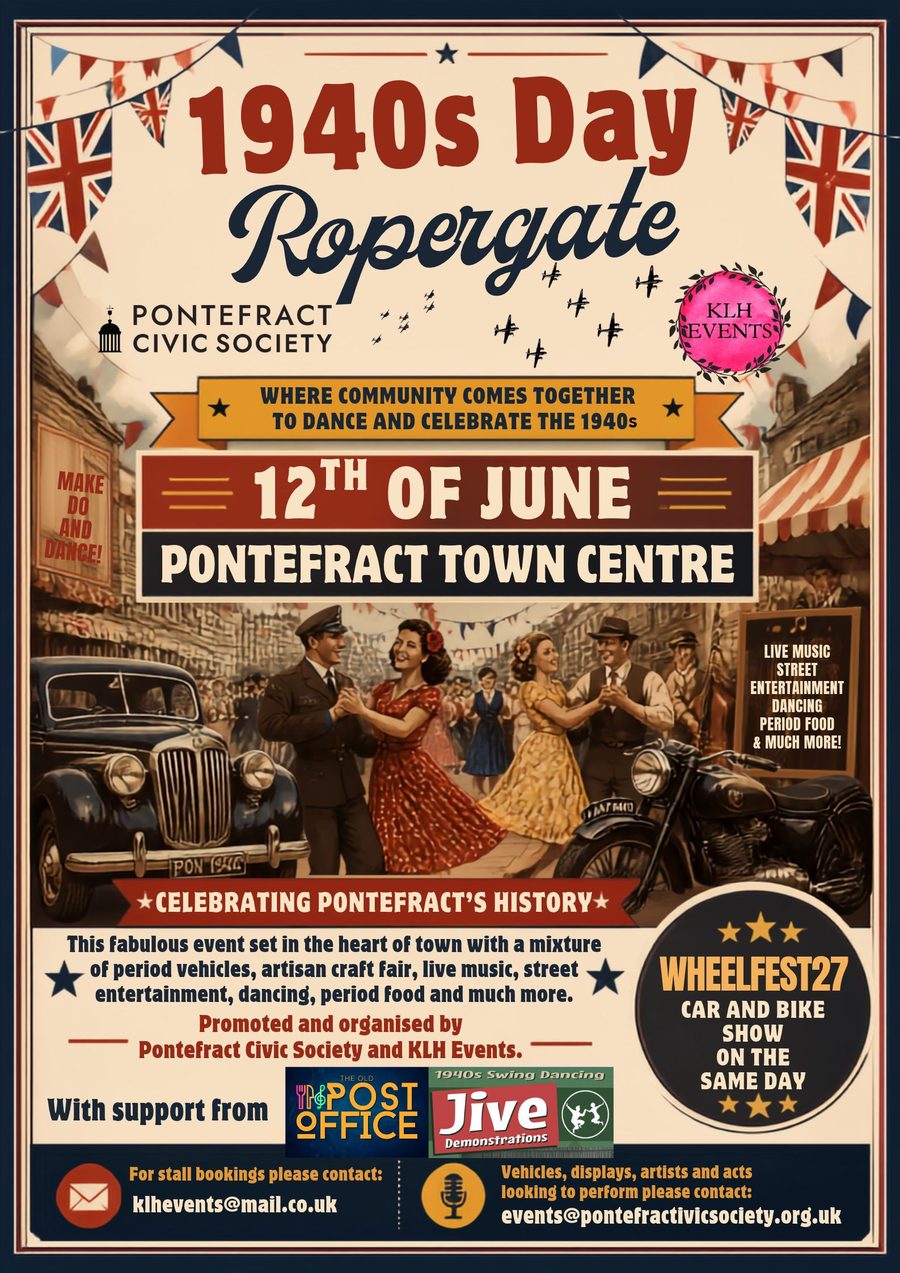 1940s Day
Ropergate
PONTEFRACT
CIVIC SOCIETY
KLH
EVENTS
WHERE COMMUNITY COMES TOGETHER
TO DANCE AND CELEBRATE THE 1940s
12TH OF JUNE
PONTEFRACT TOWN CENTRE
MAKE
DO
AND
DANCE!
LIVE MUSIC
STREET
ENTERTAINMENT
DANCING
PERIOD FOOD
& MUCH MORE!
CELEBRATING PONTEFRACT'S HISTORY
This fabulous event set in the heart of town with a mixture
of period vehicles, artisan craft fair, live music, street
entertainment, dancing, period food and much more.
Promoted and organised by
Pontefract Civic Society and KLH Events.
WHEELFEST27
CAR AND BIKE
SHOW
ON THE
SAME DAY
With support from
THE OLD
POST
OFFICE
1940s Swing Dancing
Jive
Demonstrations
For stall bookings please contact:
klhevents@mail.co.uk
Vehicles, displays, artists and acts
looking to perform please contact:
events@pontefractivicsociety.org.uk